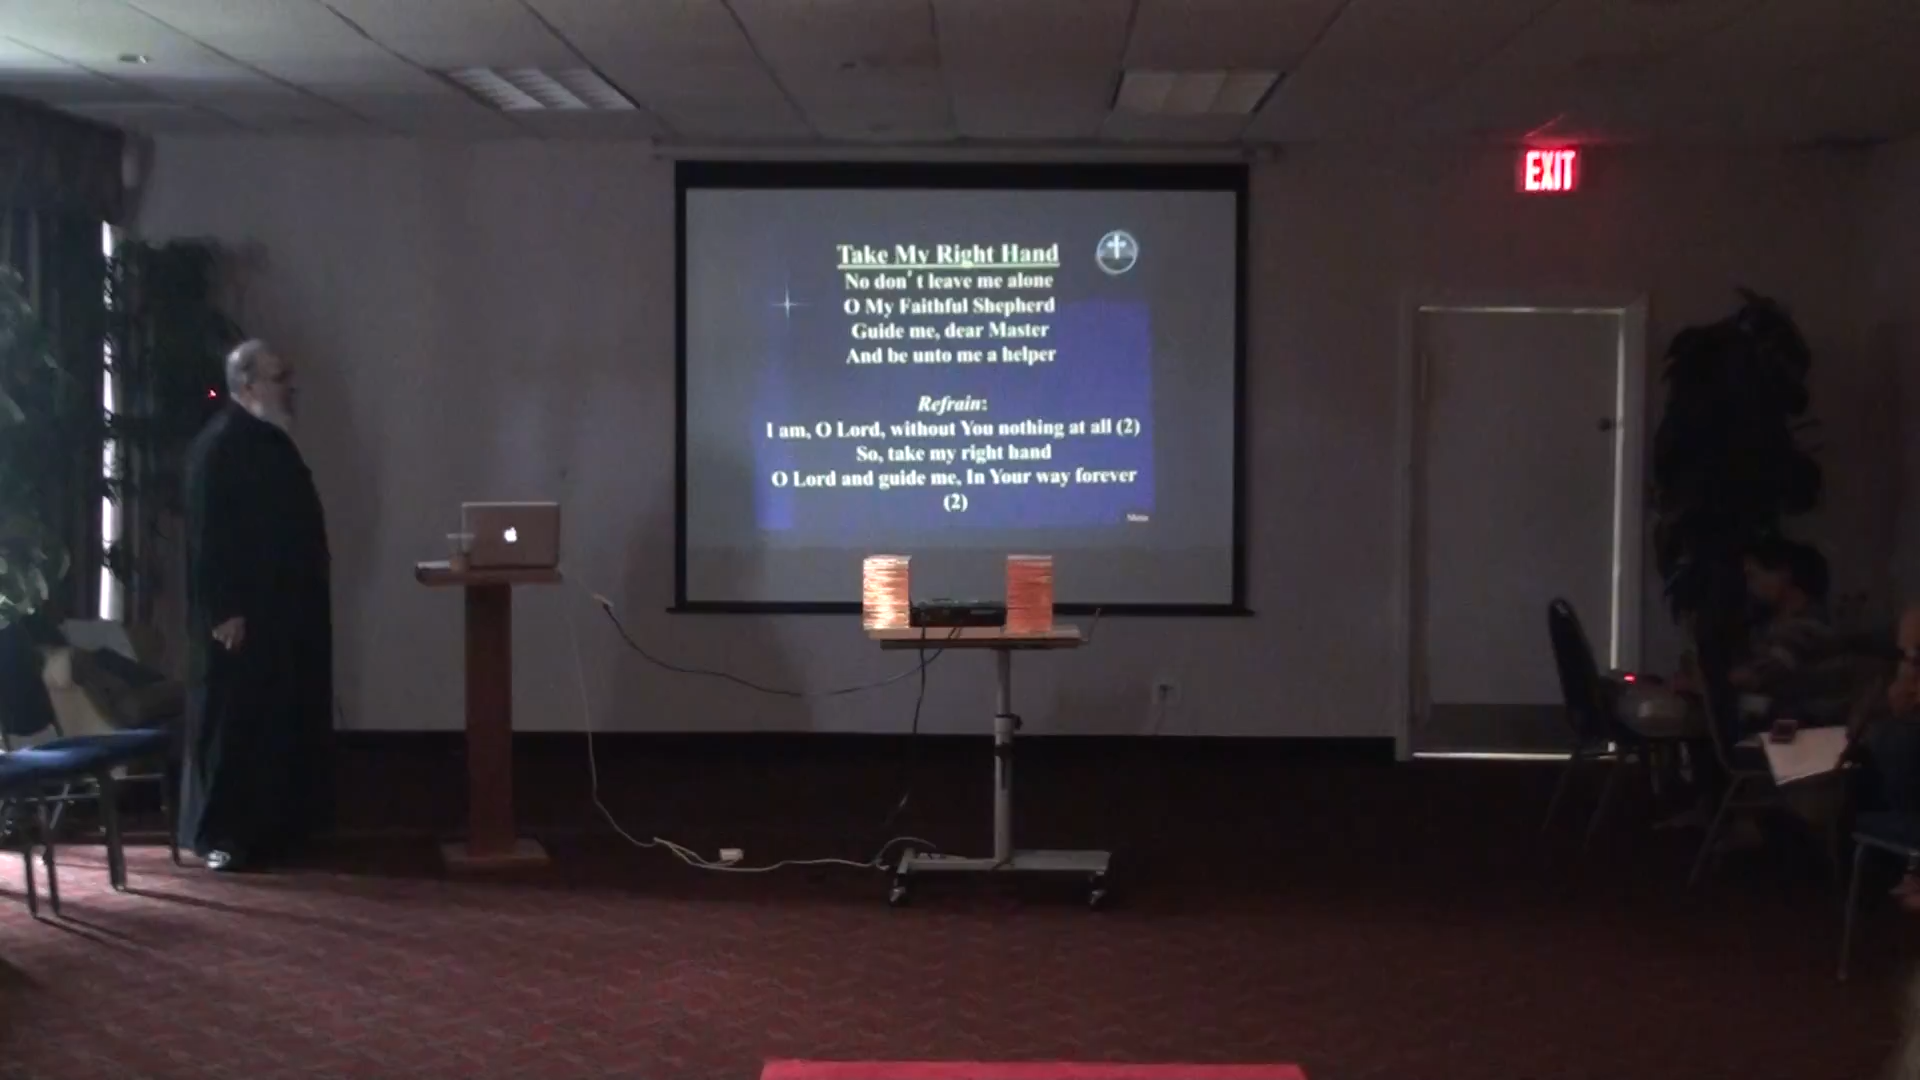 EXIT
Take My Right Hand
No don't leave me alone
O My Faithful Shepherd
Guide me, dear Master
And be unto me a helper
Refrain:
I am, O Lord, without You nothing at all (2)
So, take my right hand
O Lord and guide me, In Your way forever
(2)
Menu